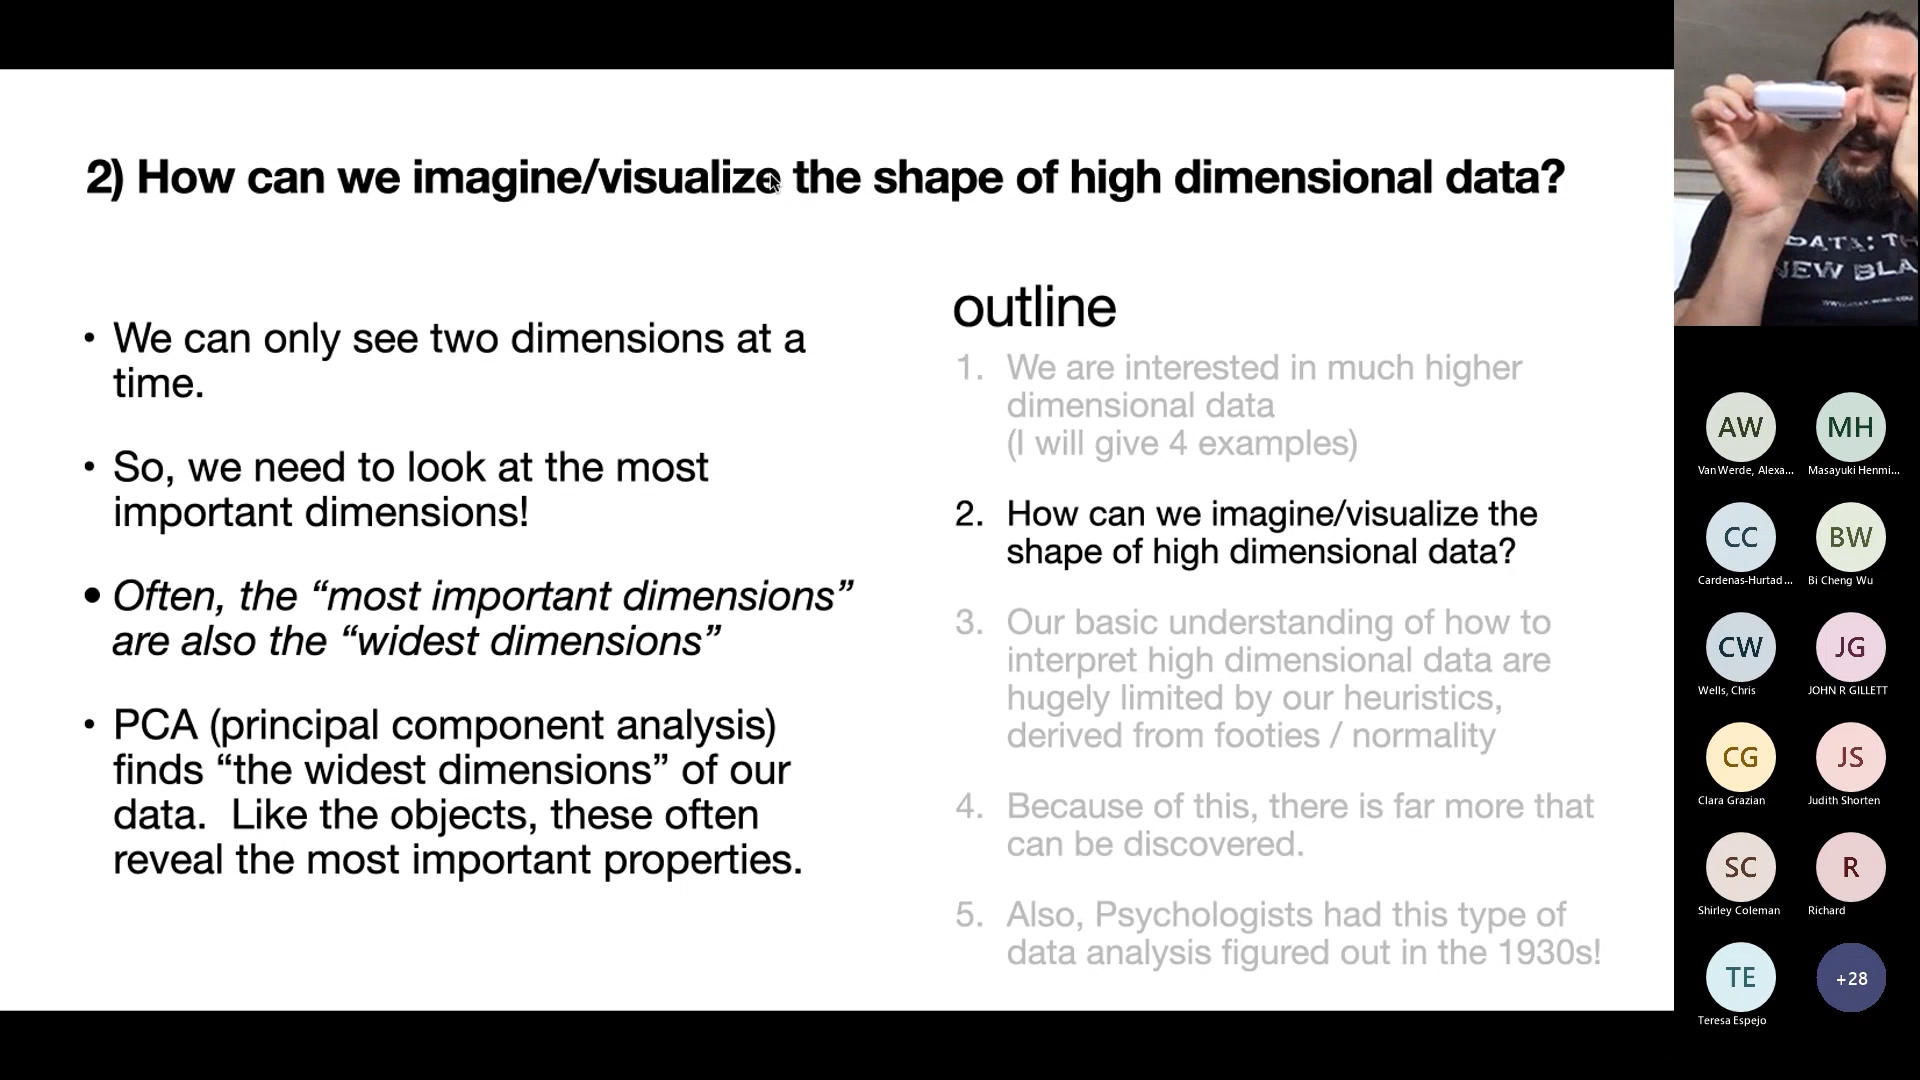 2) How can we imagine/visualize the shape of high dimensional data?
• We can only see two dimensions at a
time.
• So, we need to look at the most
important dimensions!
• Often, the “most important dimensions”
are also the “widest dimensions”
• PCA (principal component analysis)
finds “the widest dimensions” of our
data.  Like the objects, these often
reveal the most important properties.
outline
1. We are interested in much higher
dimensional data
(I will give 4 examples)
2. How can we imagine/visualize the
shape of high dimensional data?
3. Our basic understanding of how to
interpret high dimensional data are
hugely limited by our heuristics,
derived from footies / normality
4. Because of this, there is far more that
can be discovered.
5. Also, Psychologists had this type of
data analysis figured out in the 1930s!
DATA: TH
NEW BLA
AW
Van Werde, Alexa...
MH
Masayuki Henmi...
CC
Cardenas-Hurtad...
BW
Bi Cheng Wu
CW
Wells, Chris
JG
JOHN R GILLETT
CG
Clara Grazian
JS
Judith Shorten
SC
Shirley Coleman
R
Richard
TE
Teresa Espejo
+28